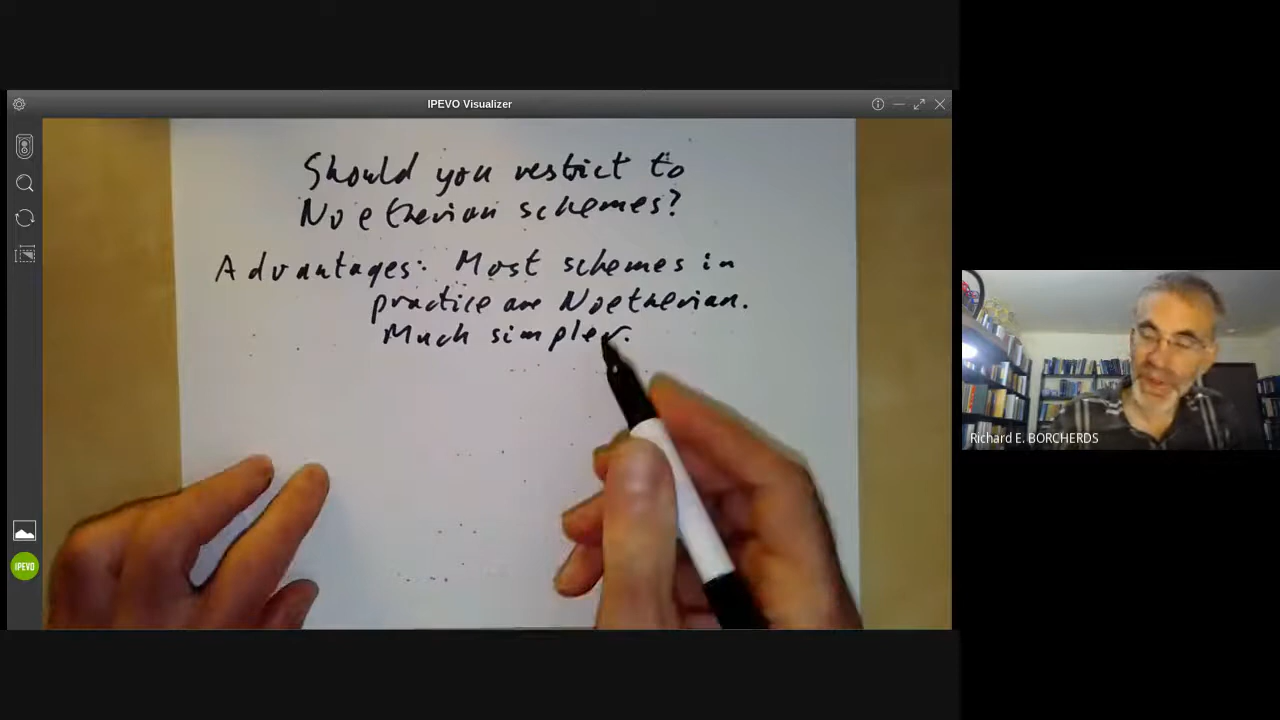 IPEVO Visualizer
Should you restrict to
Noetherian schemes?
Advantages: Most schemes in
practice are Noetherian.
Much simpler.
Richard E. BORCHERDS
IPEVO